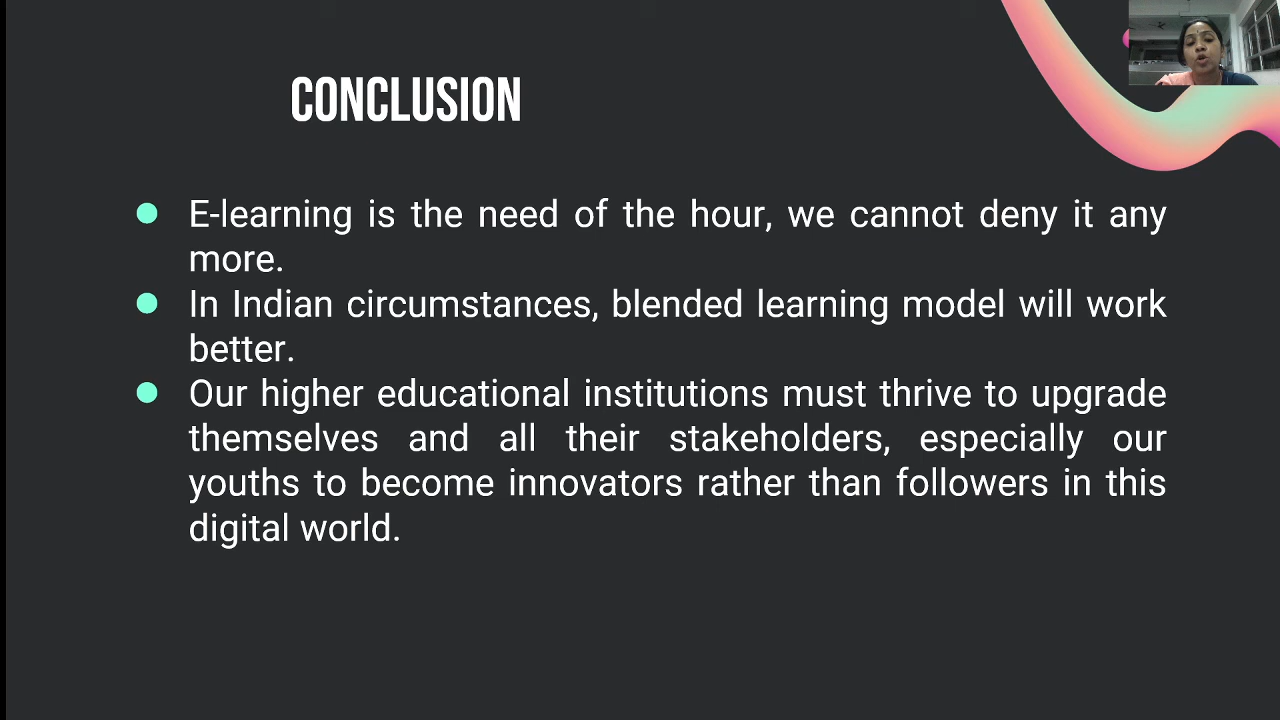 CONCLUSION
E-learning is the need of the hour, we cannot deny it any
more.
In Indian circumstances, blended learning model will work
better.
Our higher educational institutions must thrive to upgrade
themselves and all their stakeholders, especially our
youths to become innovators rather than followers in this
digital world.